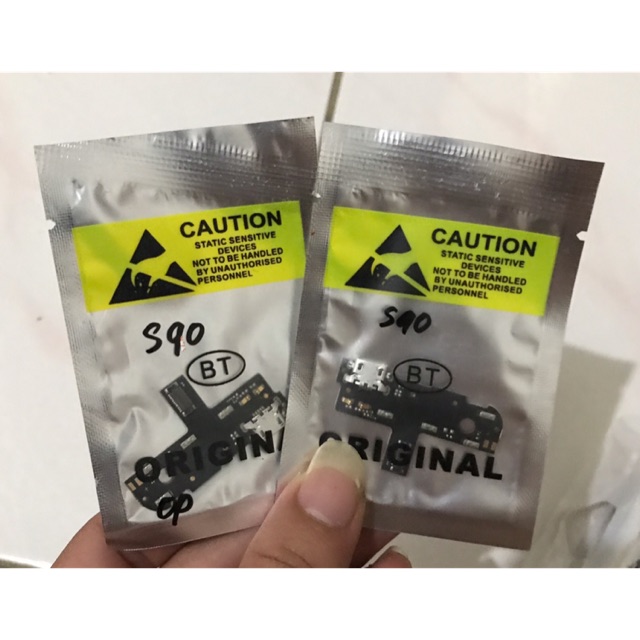 CAUTION
STATIC SENSITIVE
DEVICES
NOT TO BE HANDLED
BY UNAUTHORISED
PERSONNEL
S90
BT
ORIGINAL
OP
CAUTION
STATIC SENSITIVE
DEVICES
NOT TO BE HANDLED
BY UNAUTHORISED
PERSONNEL
S90
BT
ORIGINAL